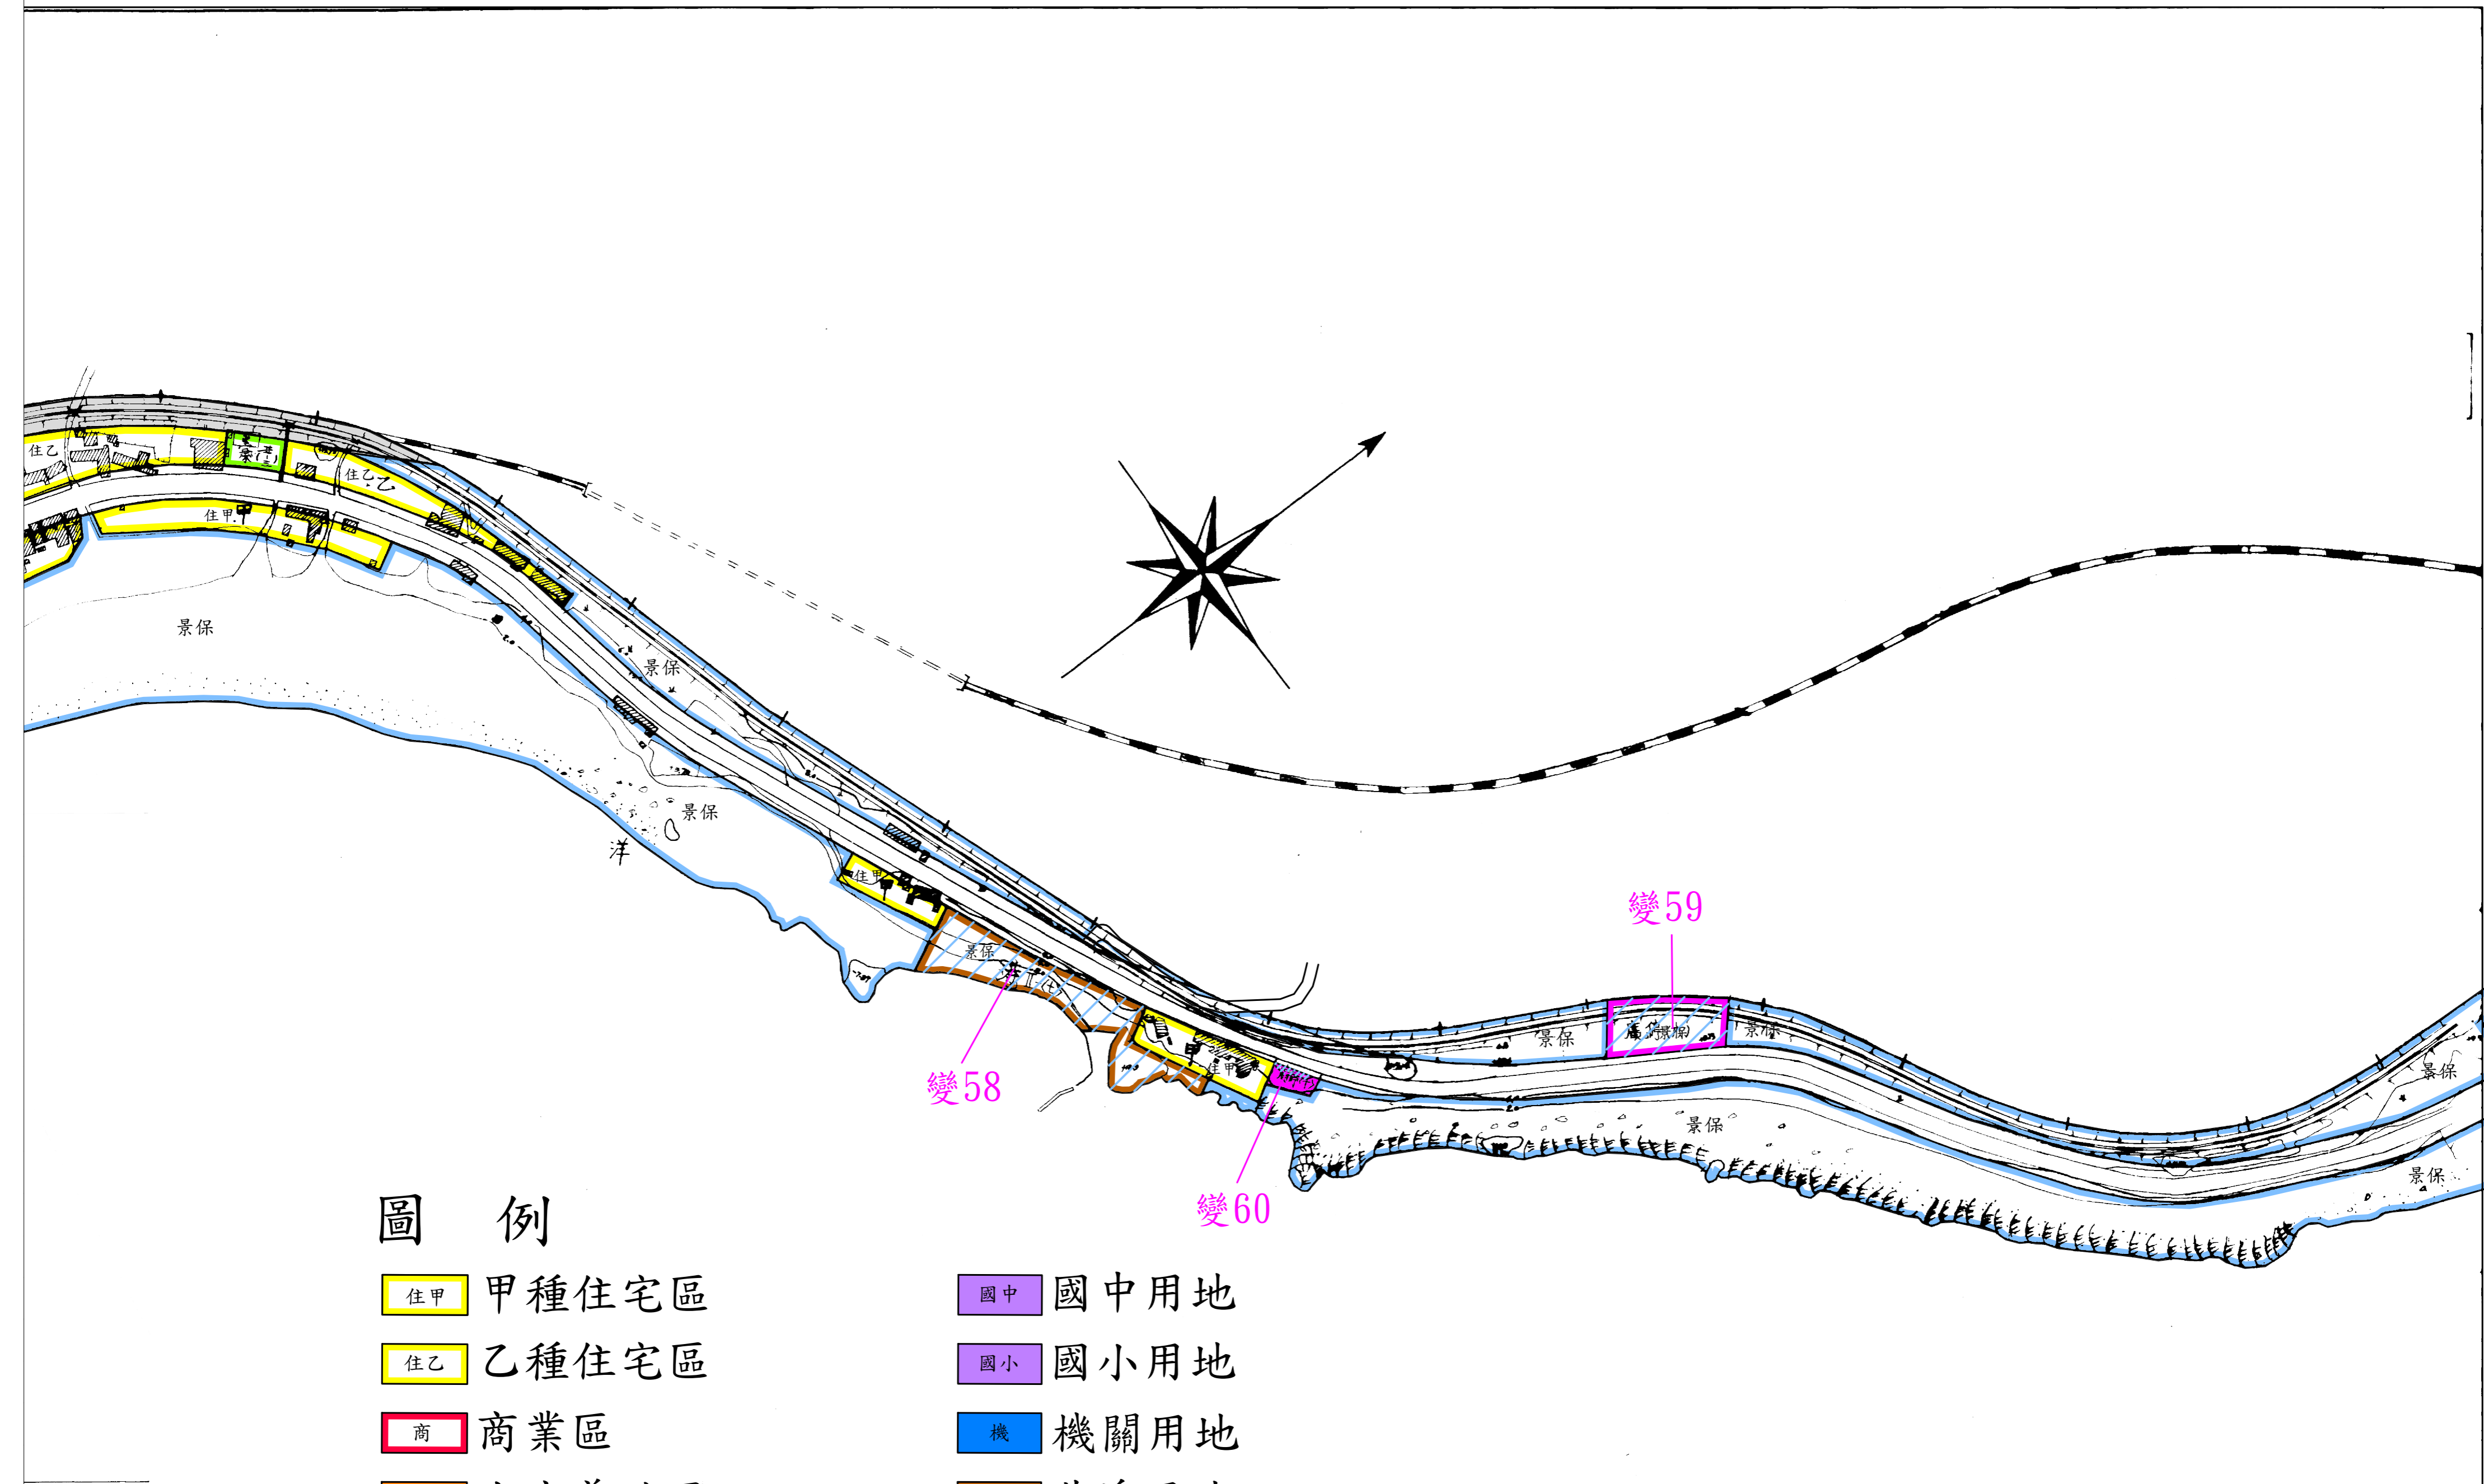 住乙
住乙
乙
住甲
景保
景保
景保
洋
住甲
景保
變59
變58
甲
住甲
景保
景保
景保
景保
景保
變60
圖 例
住甲 甲種住宅區
國中 國中用地
住乙 乙種住宅區
國小 國小用地
商 商業區
機 機關用地